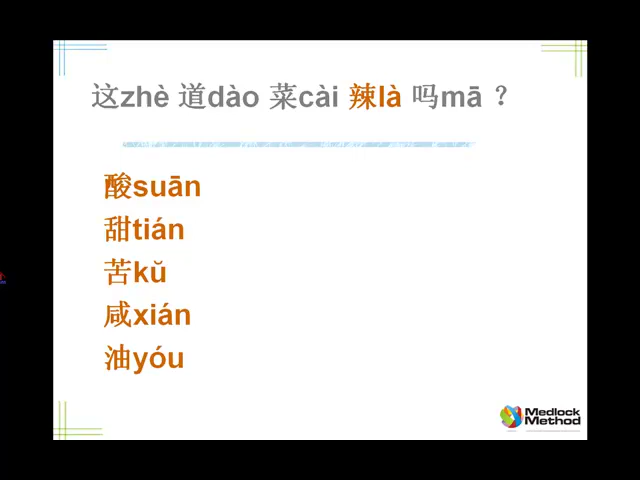 这zhè 道dào 菜cài 辣là 吗mā ？
酸suān
甜tián
苦kŭ
咸xián
油yóu
Medlock
Method